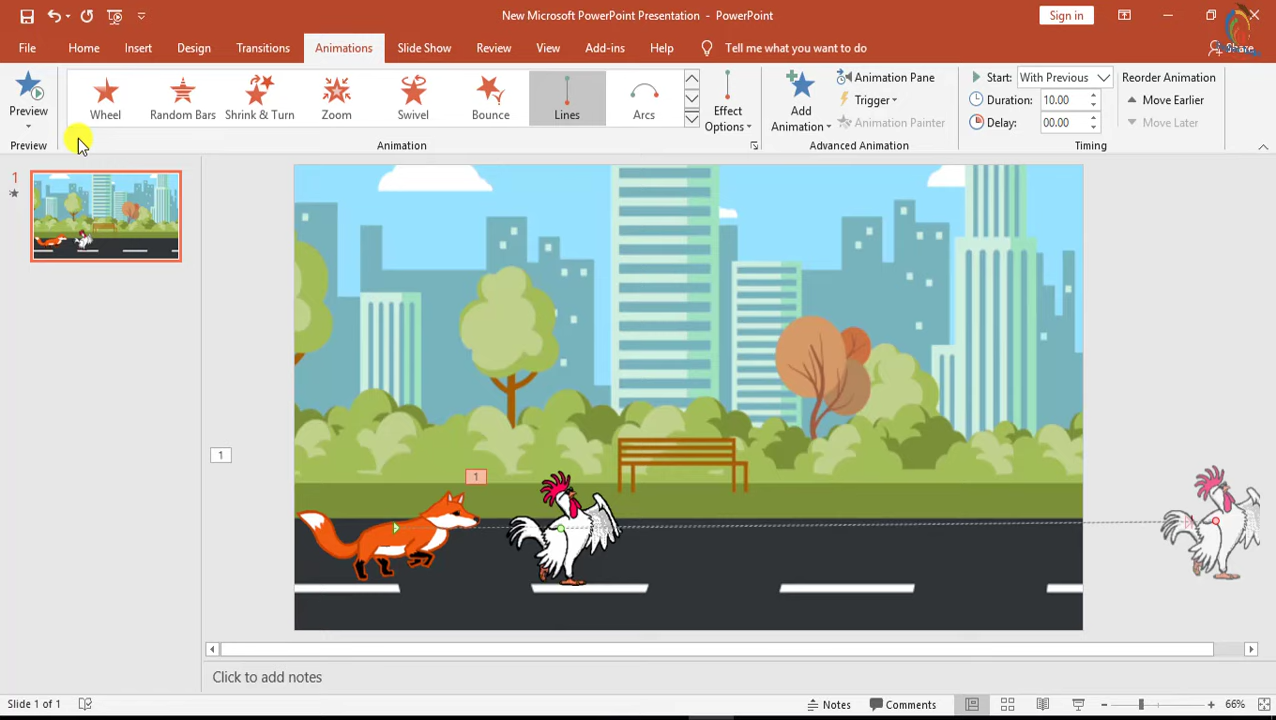 New Microsoft PowerPoint Presentation - PowerPoint
Sign in
File Home Insert Design Transitions Animations Slide Show Review View Add-ins Help Tell me what you want to do
Preview
Wheel Random Bars Shrink & Turn Zoom Swivel Bounce Lines Arcs
Effect Options
Add Animation
Animation Pane
Trigger
Animation Painter
Start: With Previous
Duration: 10.00
Delay: 00.00
Reorder Animation
Move Earlier
Move Later
Preview Animation Advanced Animation Timing
1
1
1
Click to add notes
Slide 1 of 1
Notes Comments
66%